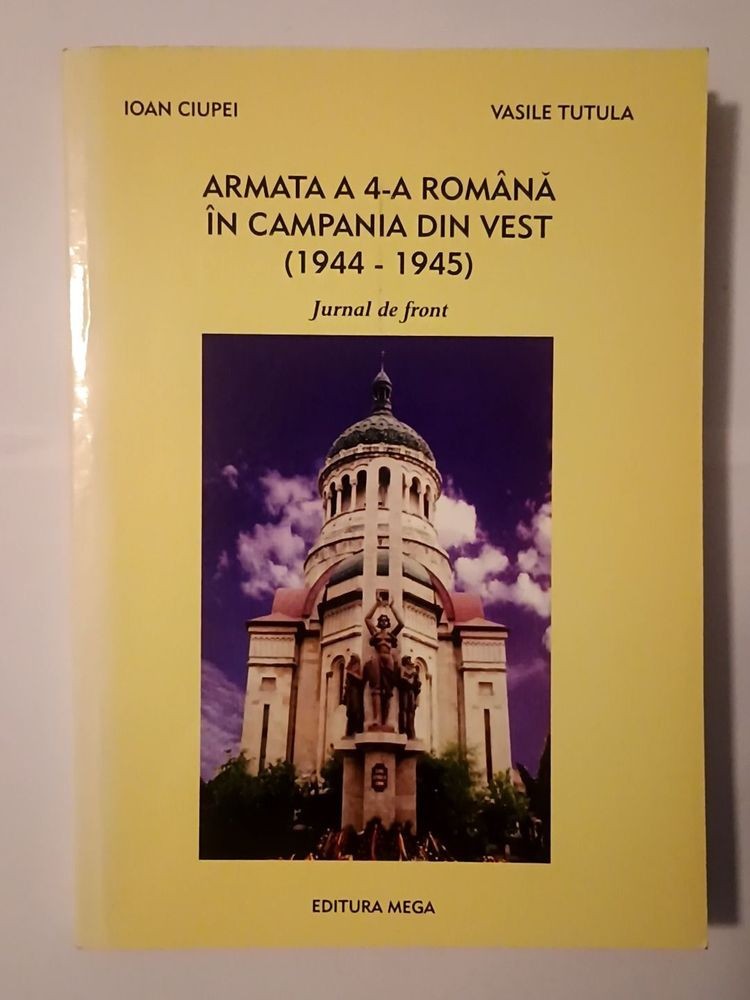 IOAN CIUPEI
VASILE TUTULA
ARMATA A 4-A ROMÂNĂ
ÎN CAMPANIA DIN VEST
(1944 - 1945)
Jurnal de front
EDITURA MEGA